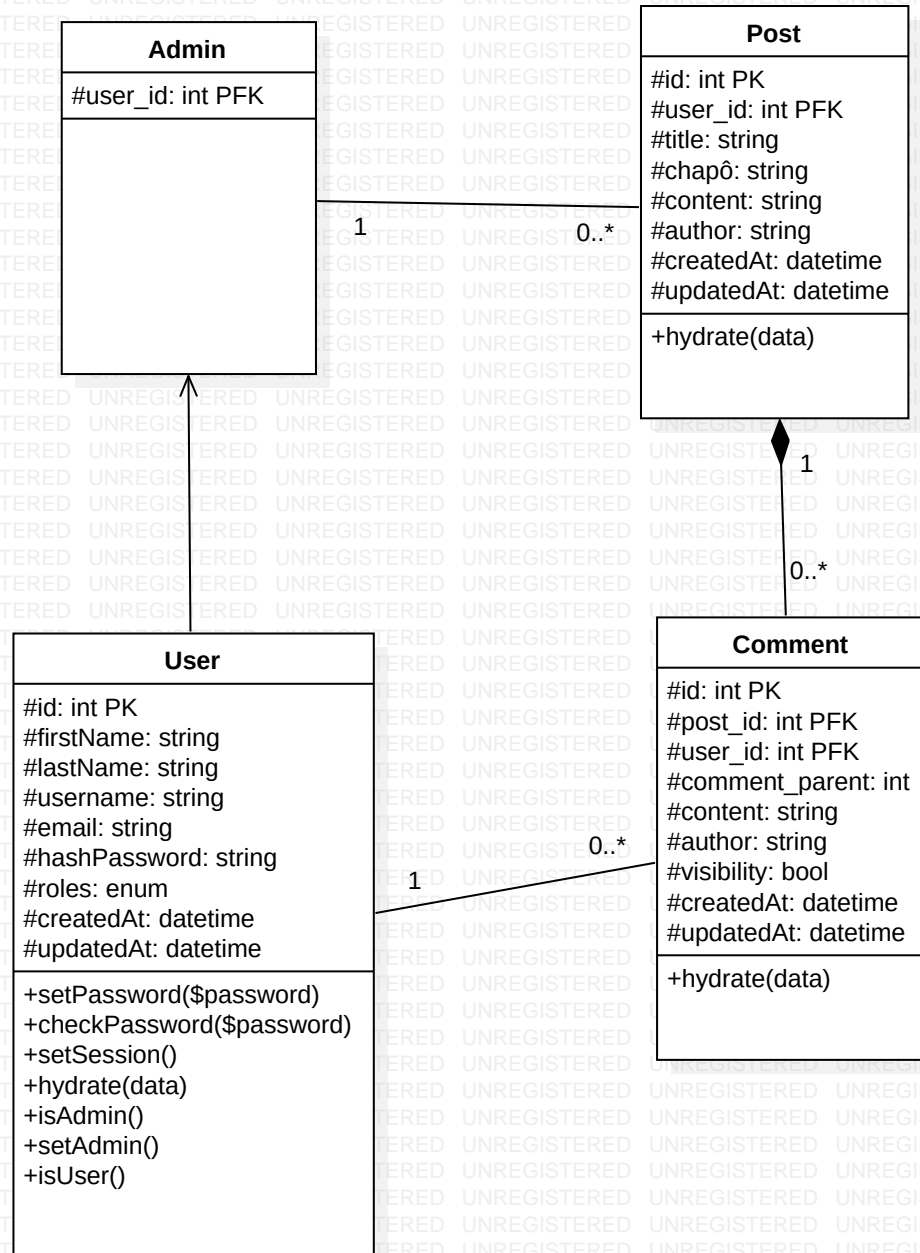 Admin
#user_id: int PFK
Post
#id: int PK
#user_id: int PFK
#title: string
#chapô: string
#content: string
#author: string
#createdAt: datetime
#updatedAt: datetime
+hydrate(data)
1
0..*
1
0..*
User
#id: int PK
#firstName: string
#lastName: string
#username: string
#email: string
#hashPassword: string
#roles: enum
#createdAt: datetime
#updatedAt: datetime
+setPassword($password)
+checkPassword($password)
+setSession()
+hydrate(data)
+isAdmin()
+setAdmin()
+isUser()
1
0..*
Comment
#id: int PK
#post_id: int PFK
#user_id: int PFK
#comment_parent: int
#content: string
#author: string
#visibility: bool
#createdAt: datetime
#updatedAt: datetime
+hydrate(data)
UNREGISTERED